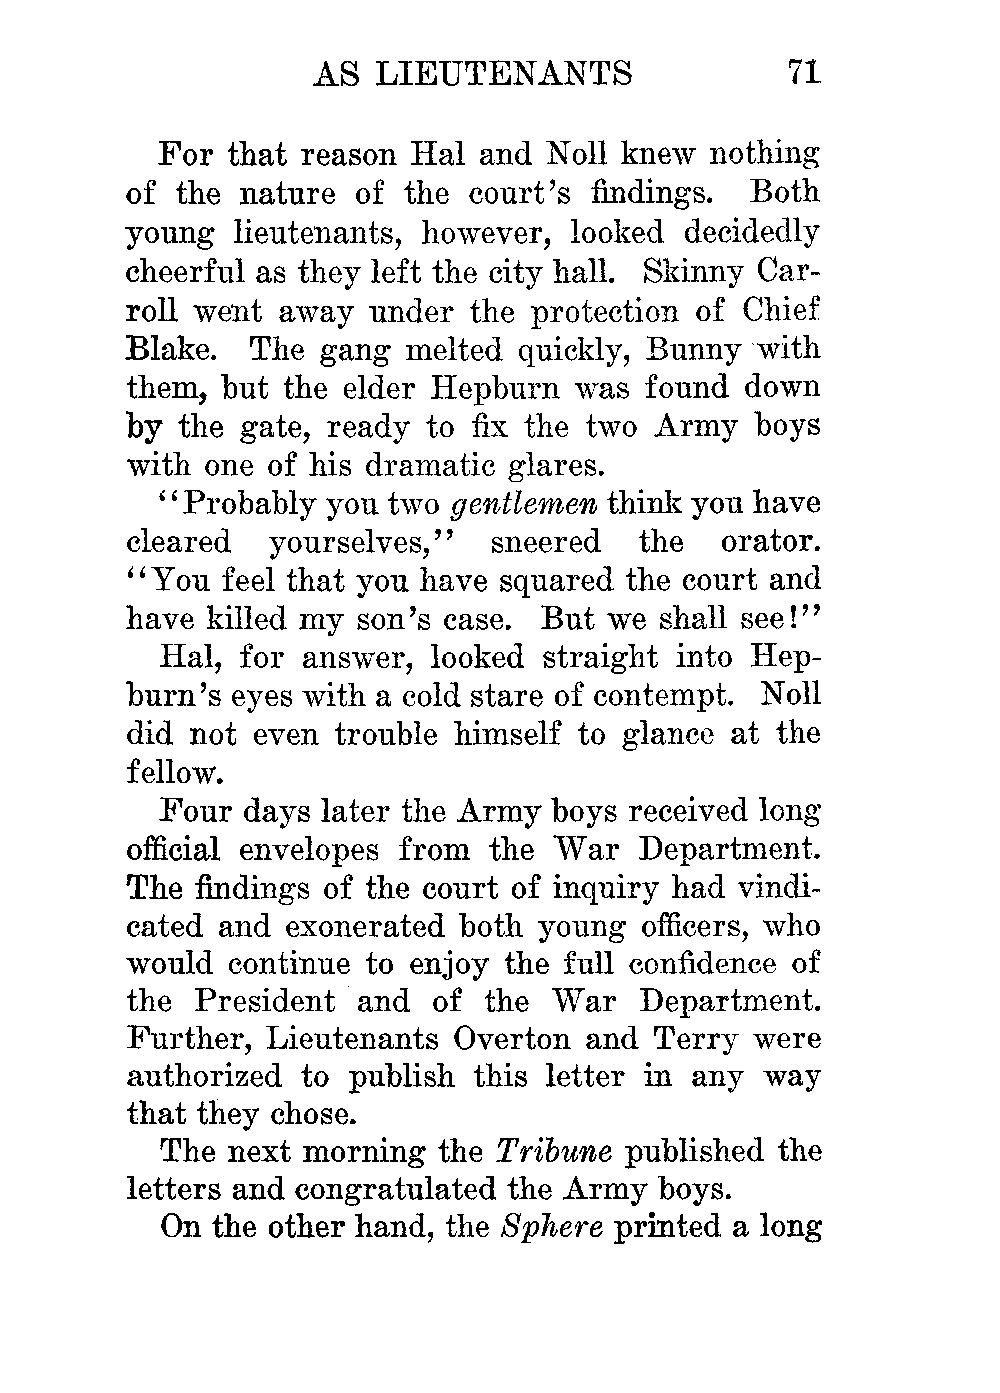 AS LIEUTENANTS 71
For that reason Hal and Noll knew nothing
of the nature of the court's findings. Both
young lieutenants, however, looked decidedly
cheerful as they left the city hall. Skinny Car-
roll went away under the protection of Chief
Blake. The gang melted quickly, Bunny with
them, but the elder Hepburn was found down
by the gate, ready to fix the two Army boys
with one of his dramatic glares.
"Probably you two gentlemen think you have
cleared yourselves," sneered the orator.
"You feel that you have squared the court and
have killed my son's case. But we shall see!"
Hal, for answer, looked straight into Hep-
burn's eyes with a cold stare of contempt. Noll
did not even trouble himself to glance at the
fellow.
Four days later the Army boys received long
official envelopes from the War Department.
The findings of the court of inquiry had vindi-
cated and exonerated both young officers, who
would continue to enjoy the full confidence of
the President and of the War Department.
Further, Lieutenants Overton and Terry were
authorized to publish this letter in any way
that they chose.
The next morning the Tribune published the
letters and congratulated the Army boys.
On the other hand, the Sphere printed a long